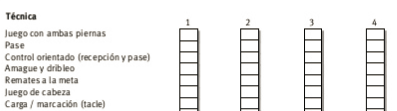 Técnica
1 2 3 4
Juego con ambas piernas
Pase
Control orientado (recepción y pase)
Amague y dribleo
Remates a la meta
Juego de cabeza
Carga / marcación (tacle)